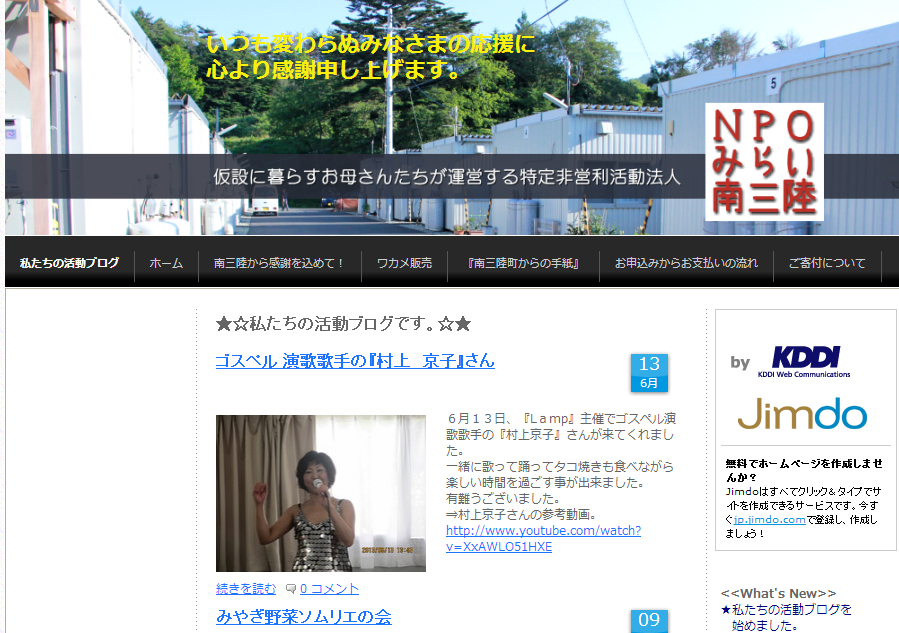 いつも変わらぬみなさまの応援に
心より感謝申し上げます。
5
仮設に暮らすお母さんたちが運営する特定非営利活動法人
NPO
みらい
南三陸
私たちの活動ブログ
ホーム
南三陸から感謝を込めて!
ワカメ販売
『南三陸町からの手紙』
お申込みからお支払いの流れ
ご寄付について
★☆私たちの活動ブログです。☆★
ゴスペル 演歌歌手の『村上　京子』さん
13
6月
6月13日、『Lamp』主催でゴスペル演
歌歌手の『村上京子』さんが来てくれまし
た。
一緒に歌って踊ってタコ焼きも食べながら
楽しい時間を過ごす事が出来ました。
有難うございました。
⇒村上京子さんの参考動画。
http://www.youtube.com/watch?
v=XxAWLO51HXE
2013/06/13 13:40
続きを読む
0 コメント
みやぎ野菜ソムリエの会
09
by KDDI
KDDI Web Communications
Jimdo
無料でホームページを作成しませ
んか?
Jimdoはすべてクリック&タイプでサ
イトを作成できるサービスです。今す
ぐjp.jimdo.comで登録し、作成し
ましょう!
<<What's New>>
★私たちの活動ブログを
始めました。